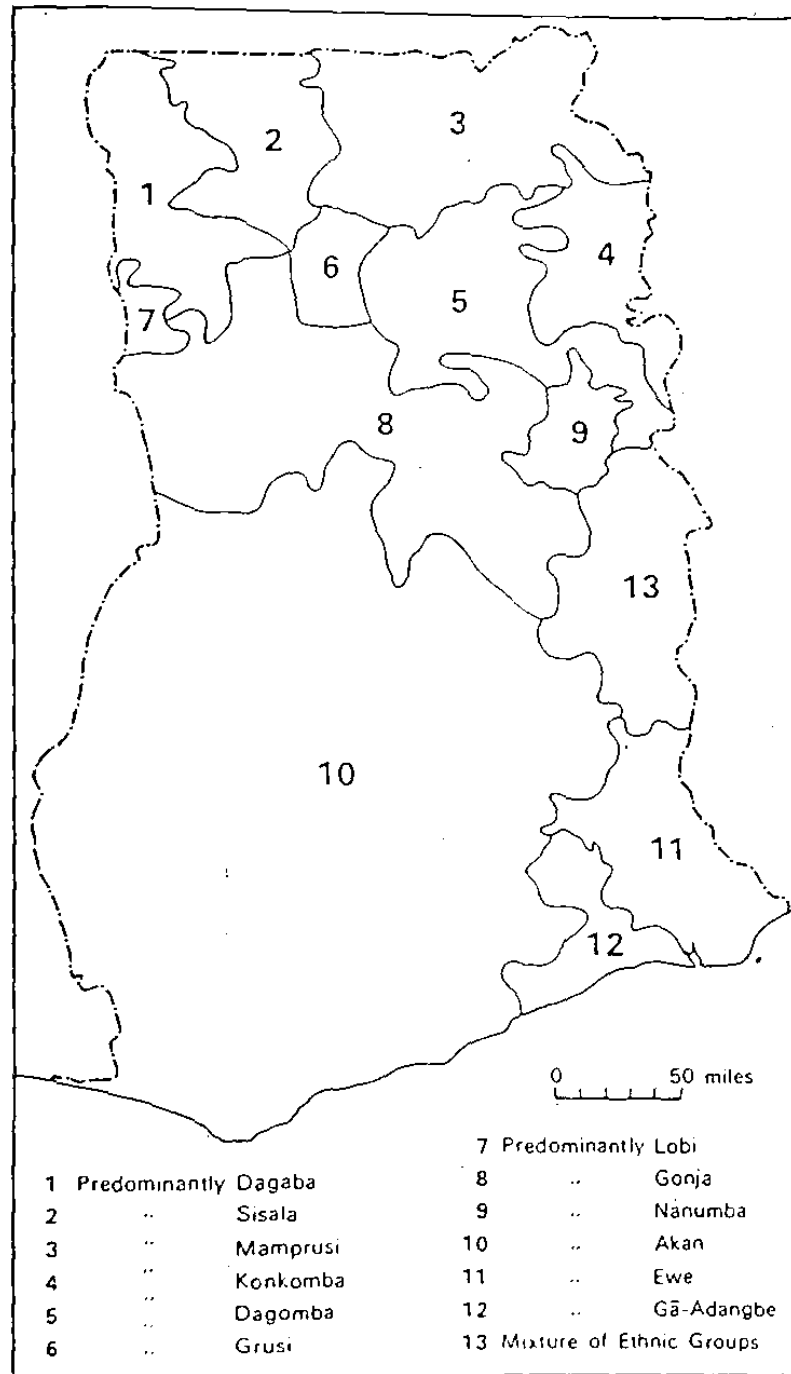 3
2
1
4
6
5
7
8
9
13
10
11
12
0 50 miles
1 Predominantly Dagaba
2 ,, Sisala
3 ,, Mamprusi
4 ,, Konkomba
5 ,, Dagomba
6 ,, Grusi
7 Predominantly Lobi
8 ,, Gonja
9 ,, Nanumba
10 ,, Akan
11 ,, Ewe
12 ,, Gã-Adangbe
13 Mixture of Ethnic Groups